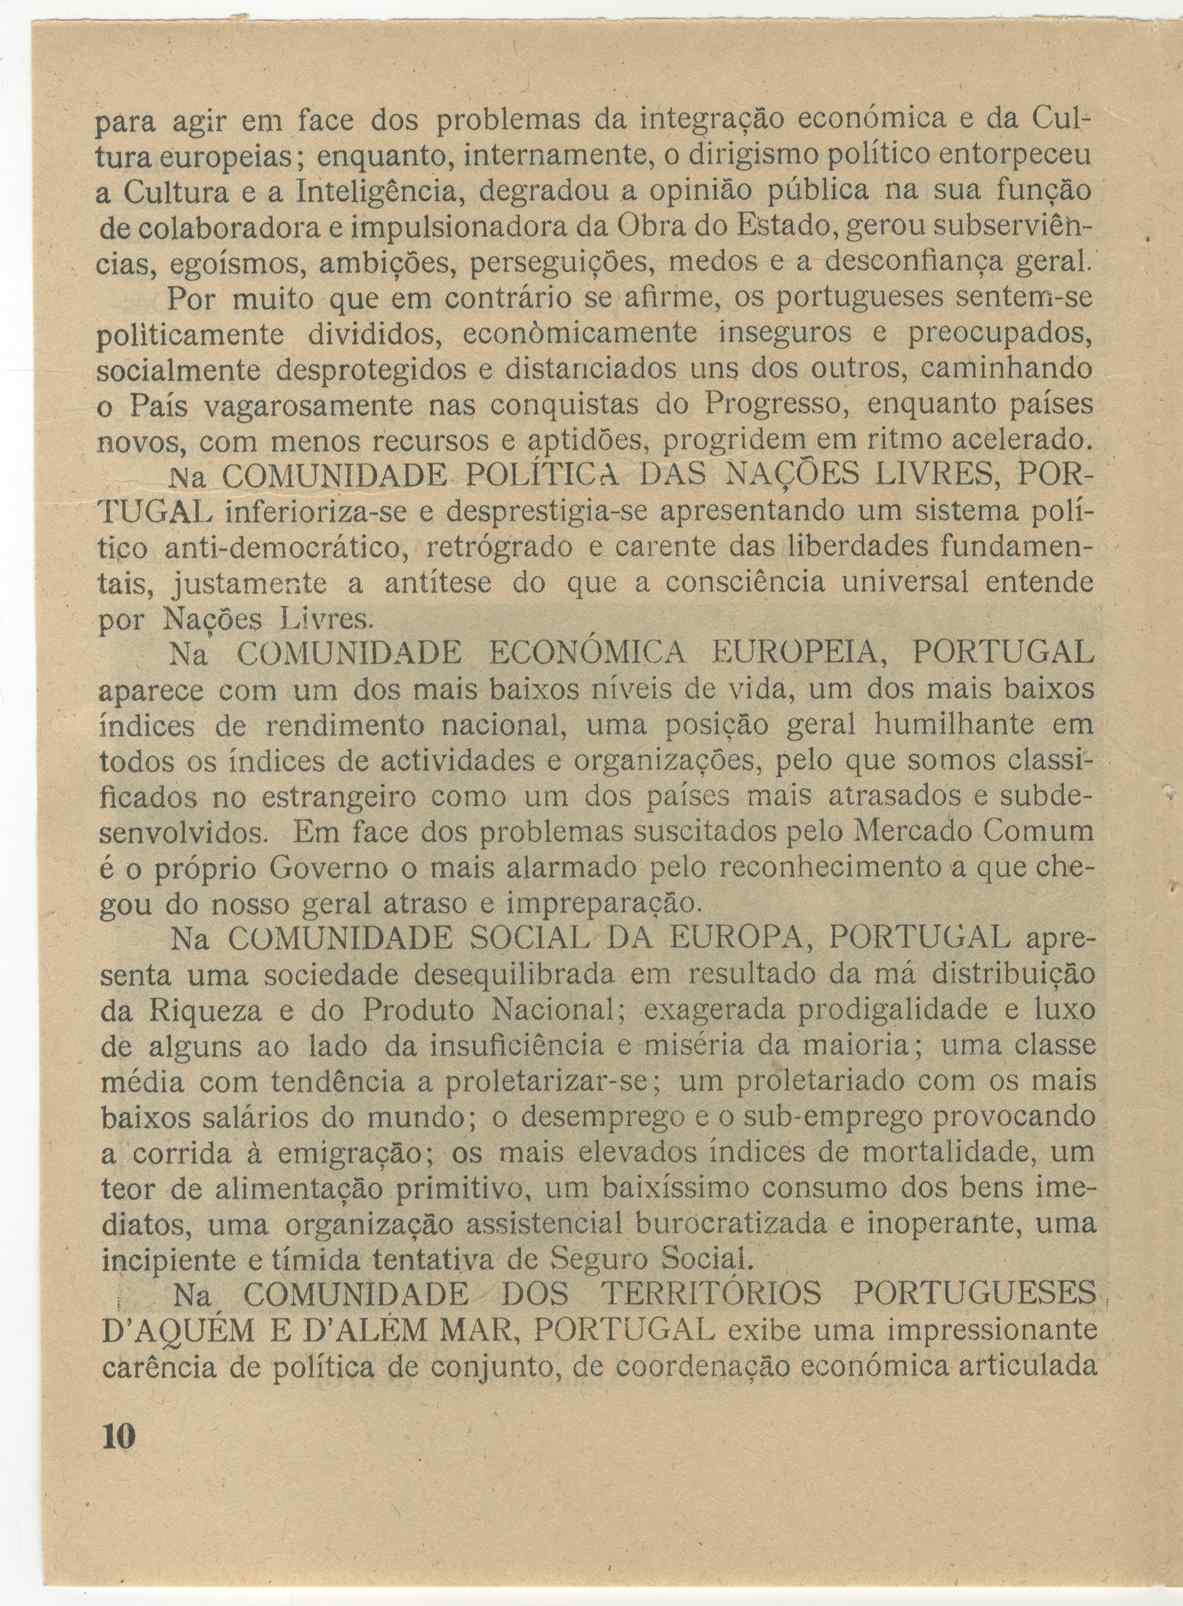 para agir em face dos problemas da integração económica e da Cul-
tura europeias; enquanto, internamente, o dirigismo político entorpeceu
a Cultura e a Inteligência, degradou a opinião pública na sua função
de colaboradora e impulsionadora da Obra do Estado, gerou subserviên-
cias, egoísmos, ambições, perseguições, medos e a desconfiança geral.
Por muito que em contrário se afirme, os portugueses sentem-se
politicamente divididos, econòmicamente inseguros e preocupados,
socialmente desprotegidos e distanciados uns dos outros, caminhando
o País vagarosamente nas conquistas do Progresso, enquanto países
novos, com menos recursos e aptidões, progridem em ritmo acelerado.
Na COMUNIDADE POLÍTICA DAS NAÇÕES LIVRES, POR-
TUGAL inferioriza-se e desprestigia-se apresentando um sistema polí-
tico anti-democrático, retrógrado e carente das liberdades fundamen-
tais, justamente a antítese do que a consciência universal entende
por Nações Livres.
Na COMUNIDADE ECONÓMICA EUROPEIA, PORTUGAL
aparece com um dos mais baixos níveis de vida, um dos mais baixos
índices de rendimento nacional, uma posição geral humilhante em
todos os índices de actividades e organizações, pelo que somos classi-
ficados no estrangeiro como um dos países mais atrasados e subde-
senvolvidos. Em face dos problemas suscitados pelo Mercado Comum
é o próprio Governo o mais alarmado pelo reconhecimento a que che-
gou do nosso geral atraso e impreparação.
Na COMUNIDADE SOCIAL DA EUROPA, PORTUGAL apre-
senta uma sociedade desequilibrada em resultado da má distribuição
da Riqueza e do Produto Nacional; exagerada prodigalidade e luxo
de alguns ao lado da insuficiência e miséria da maioria; uma classe
média com tendência a proletarizar-se; um proletariado com os mais
baixos salários do mundo; o desemprego e o sub-emprego provocando
a corrida à emigração; os mais elevados índices de mortalidade, um
teor de alimentação primitivo, um baixíssimo consumo dos bens ime-
diatos, uma organização assistencial burocratizada e inoperante, uma
incipiente e tímida tentativa de Seguro Social.
Na COMUNIDADE DOS TERRITÓRIOS PORTUGUESES
D'AQUÉM E D'ALÉM MAR, PORTUGAL exibe uma impressionante
carência de política de conjunto, de coordenação económica articulada
10